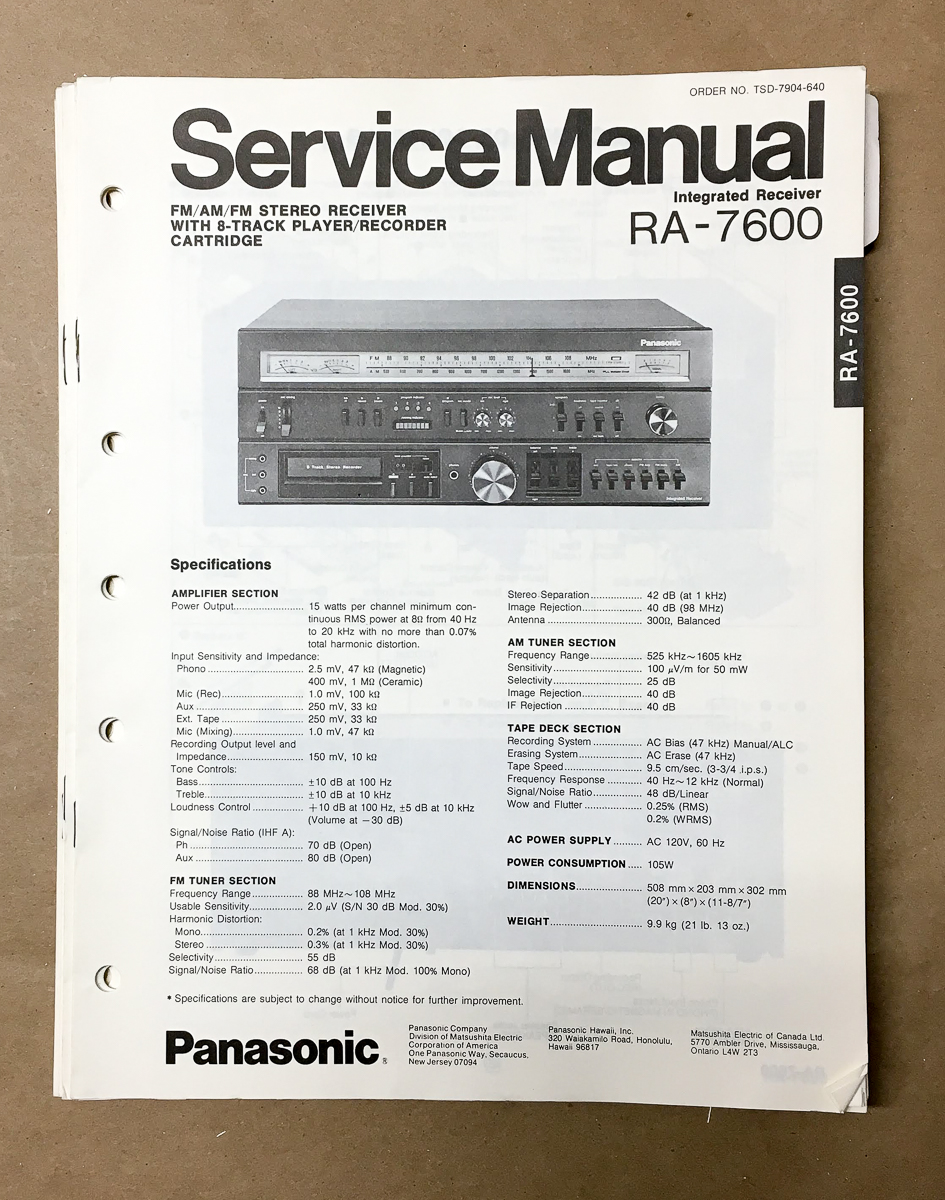 ORDER NO. TSD-7904-640
Service Manual
Integrated Receiver
FM/AM/FM STEREO RECEIVER
WITH 8-TRACK PLAYER/RECORDER
CARTRIDGE
RA-7600
RA-7600
Panasonic
FM 88 90 92 94 96 98 100 102 104 106 108 MHz
8 Track Stereo Recorder
Integrated Receiver
Specifications
AMPLIFIER SECTION
Power Output........................ 15 watts per channel minimum con-
tinuous RMS power at 8Ω from 40 Hz
to 20 kHz with no more than 0.07%
total harmonic distortion.
Input Sensitivity and Impedance:
Phono ................................ 2.5 mV, 47 kΩ (Magnetic)
400 mV, 1 MΩ (Ceramic)
Mic (Rec)............................ 1.0 mV, 100 kΩ
Aux .................................... 250 mV, 33 kΩ
Ext. Tape ............................ 250 mV, 33 kΩ
Mic (Mixing)......................... 1.0 mV, 47 kΩ
Recording Output level and
Impedance.......................... 150 mV, 10 kΩ
Tone Controls:
Bass.................................... ±10 dB at 100 Hz
Treble.................................. ±10 dB at 10 kHz
Loudness Control ................. +10 dB at 100 Hz, ±5 dB at 10 kHz
(Volume at −30 dB)
Signal/Noise Ratio (IHF A):
Ph ...................................... 70 dB (Open)
Aux ..................................... 80 dB (Open)
FM TUNER SECTION
Frequency Range.................. 88 MHz~108 MHz
Usable Sensitivity.................. 2.0 μV (S/N 30 dB Mod. 30%)
Harmonic Distortion:
Mono................................... 0.2% (at 1 kHz Mod. 30%)
Stereo ................................. 0.3% (at 1 kHz Mod. 30%)
Selectivity............................. 55 dB
Signal/Noise Ratio................. 68 dB (at 1 kHz Mod. 100% Mono)
Stereo Separation.................. 42 dB (at 1 kHz)
Image Rejection.................... 40 dB (98 MHz)
Antenna ................................ 300Ω, Balanced
AM TUNER SECTION
Frequency Range.................. 525 kHz~1605 kHz
Sensitivity............................. 100 μV/m for 50 mW
Selectivity............................. 25 dB
Image Rejection.................... 40 dB
IF Rejection .......................... 40 dB
TAPE DECK SECTION
Recording System ................. AC Bias (47 kHz) Manual/ALC
Erasing System...................... AC Erase (47 kHz)
Tape Speed........................... 9.5 cm/sec. (3-3/4 i.p.s.)
Frequency Response ............. 40 Hz~12 kHz (Normal)
Signal/Noise Ratio................. 48 dB/Linear
Wow and Flutter .................... 0.25% (RMS)
0.2% (WRMS)
AC POWER SUPPLY .......... AC 120V, 60 Hz
POWER CONSUMPTION ..... 105W
DIMENSIONS....................... 508 mm × 203 mm × 302 mm
(20″) × (8″) × (11-8/7″)
WEIGHT................................ 9.9 kg (21 lb. 13 oz.)
* Specifications are subject to change without notice for further improvement.
Panasonic®
Panasonic Company
Division of Matsushita Electric
Corporation of America
One Panasonic Way, Secaucus,
New Jersey 07094
Panasonic Hawaii, Inc.
320 Waiakamilo Road, Honolulu,
Hawaii 96817
Matsushita Electric of Canada Ltd.
5770 Ambler Drive, Mississauga,
Ontario L4W 2T3